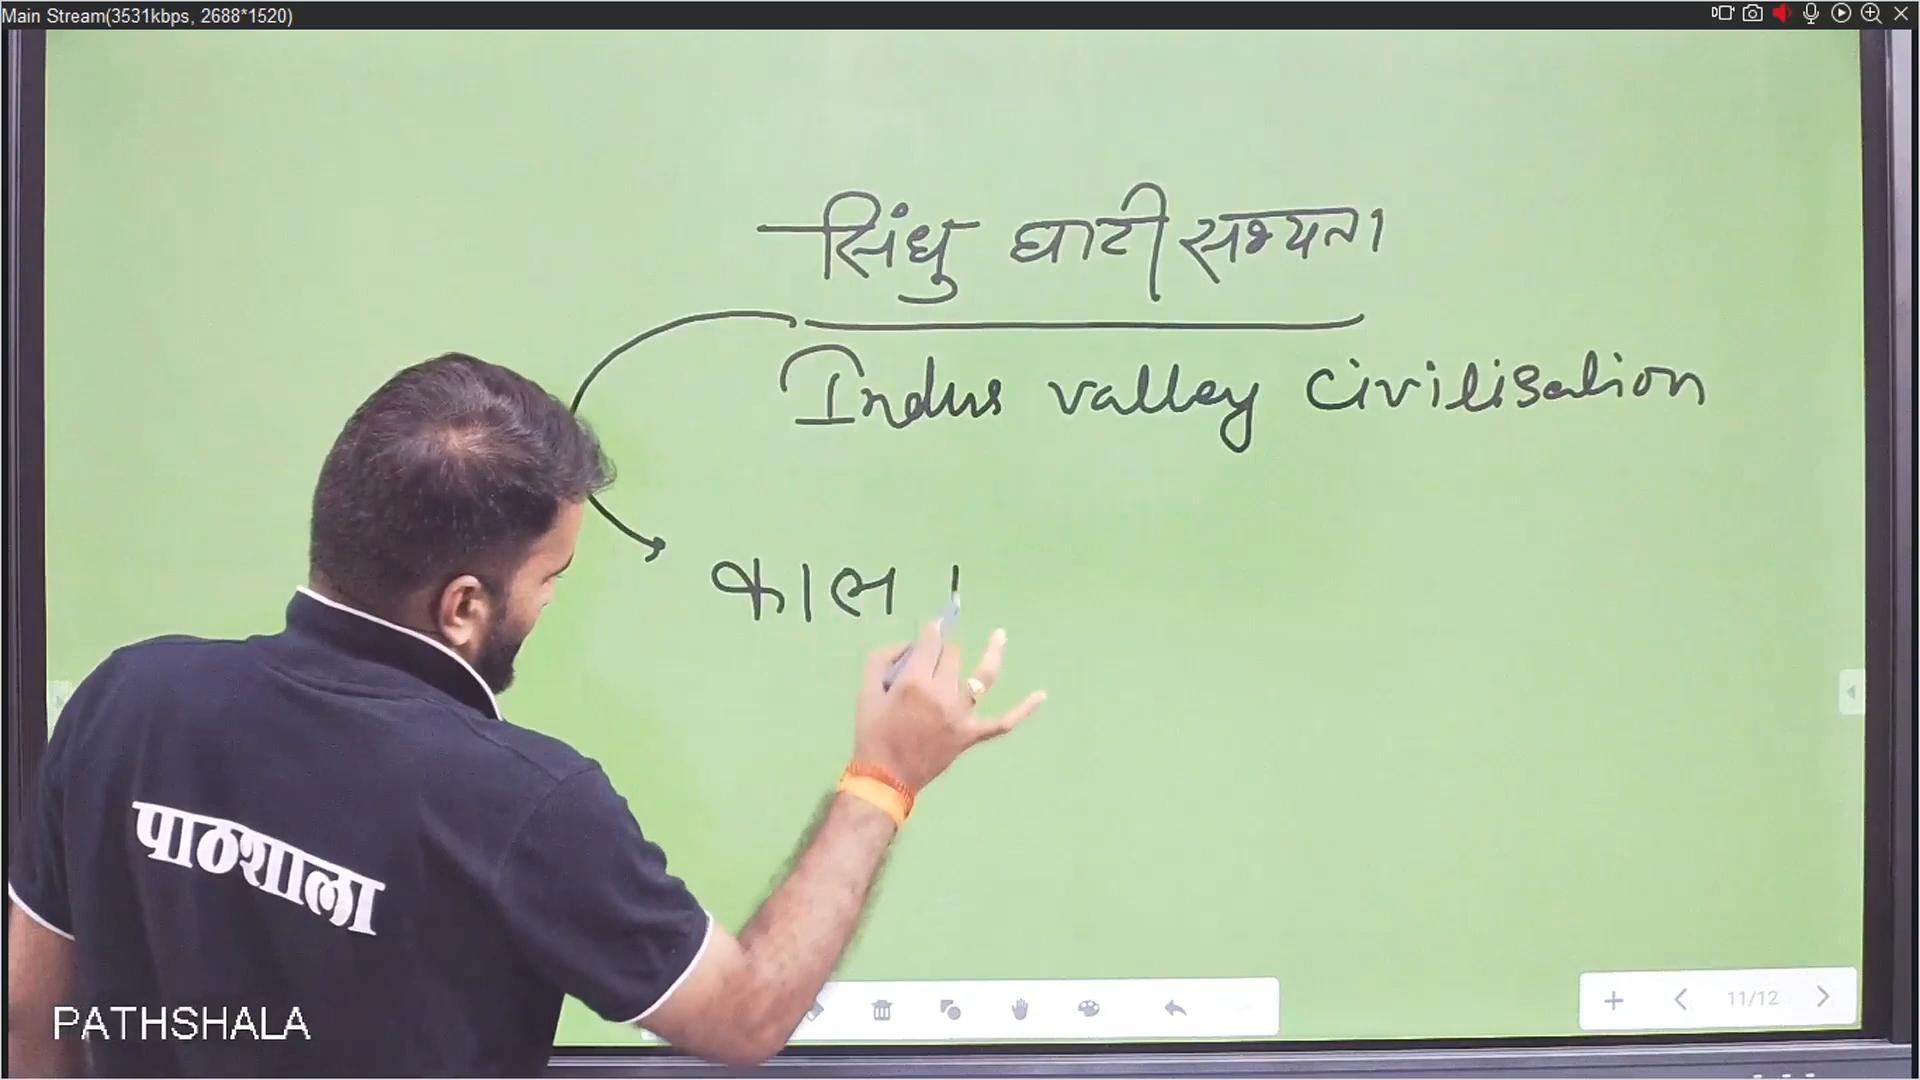 Main Stream(3531kbps, 2688*1520)
सिंधु घाटी सभ्यता
Indus valley civilisation
काल
पाठशाला
PATHSHALA
11/12